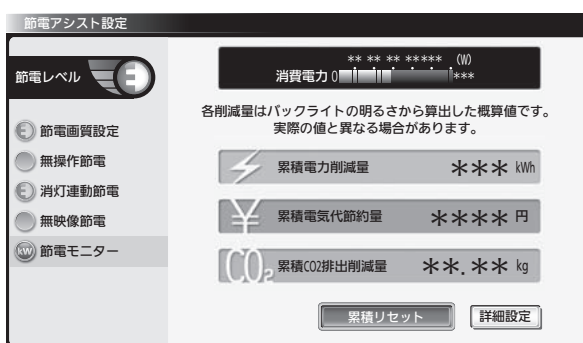 節電アシスト設定
節電レベル
E
** ** ** ***** (W)
消費電力 0 ***
各削減量はバックライトの明るさから算出した概算値です。
実際の値と異なる場合があります。
E 節電画質設定
無操作節電
E 消灯連動節電
無映像節電
kW 節電モニター
累積電力削減量 *** kWh
¥ 累積電気代節約量 **** 円
CO2 累積CO2排出削減量 **.** kg
累積リセット 詳細設定